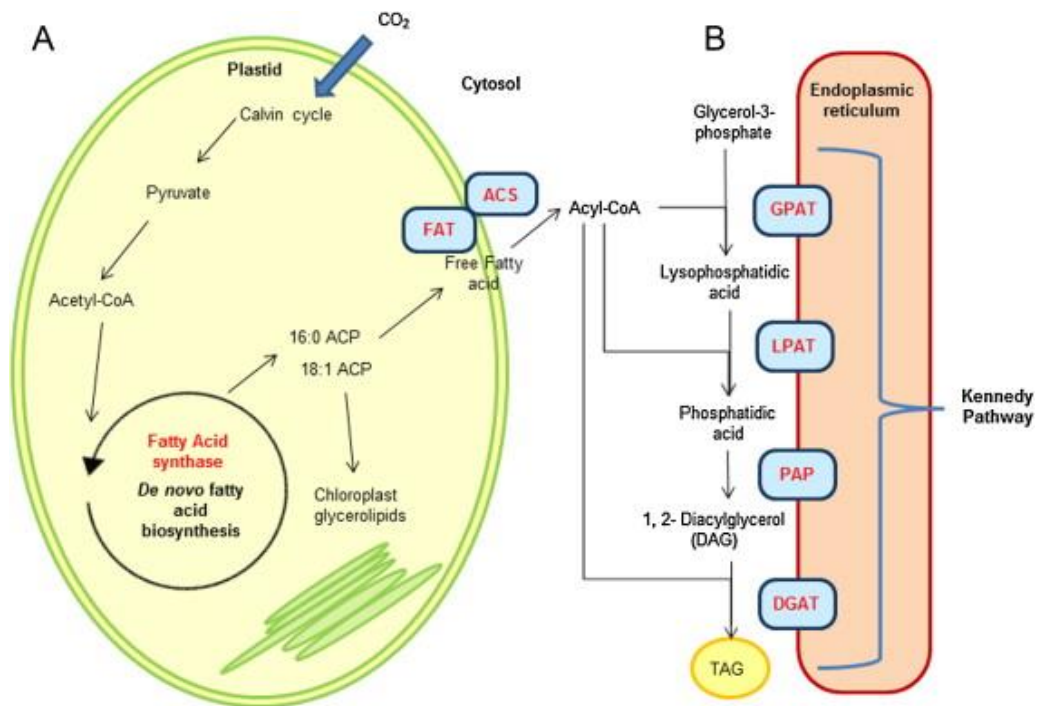 A
CO₂
Plastid
Calvin cycle
Pyruvate
Acetyl-CoA
Fatty Acid
synthase
De novo fatty
acid
biosynthesis
16:0 ACP
18:1 ACP
Chloroplast
glycerolipids
FAT
ACS
Free Fatty
acid
Cytosol
B
Acyl-CoA
Glycerol-3-
phosphate
Lysophosphatidic
acid
Phosphatidic
acid
1, 2- Diacylglycerol
(DAG)
TAG
Endoplasmic
reticulum
GPAT
LPAT
PAP
DGAT
Kennedy
Pathway